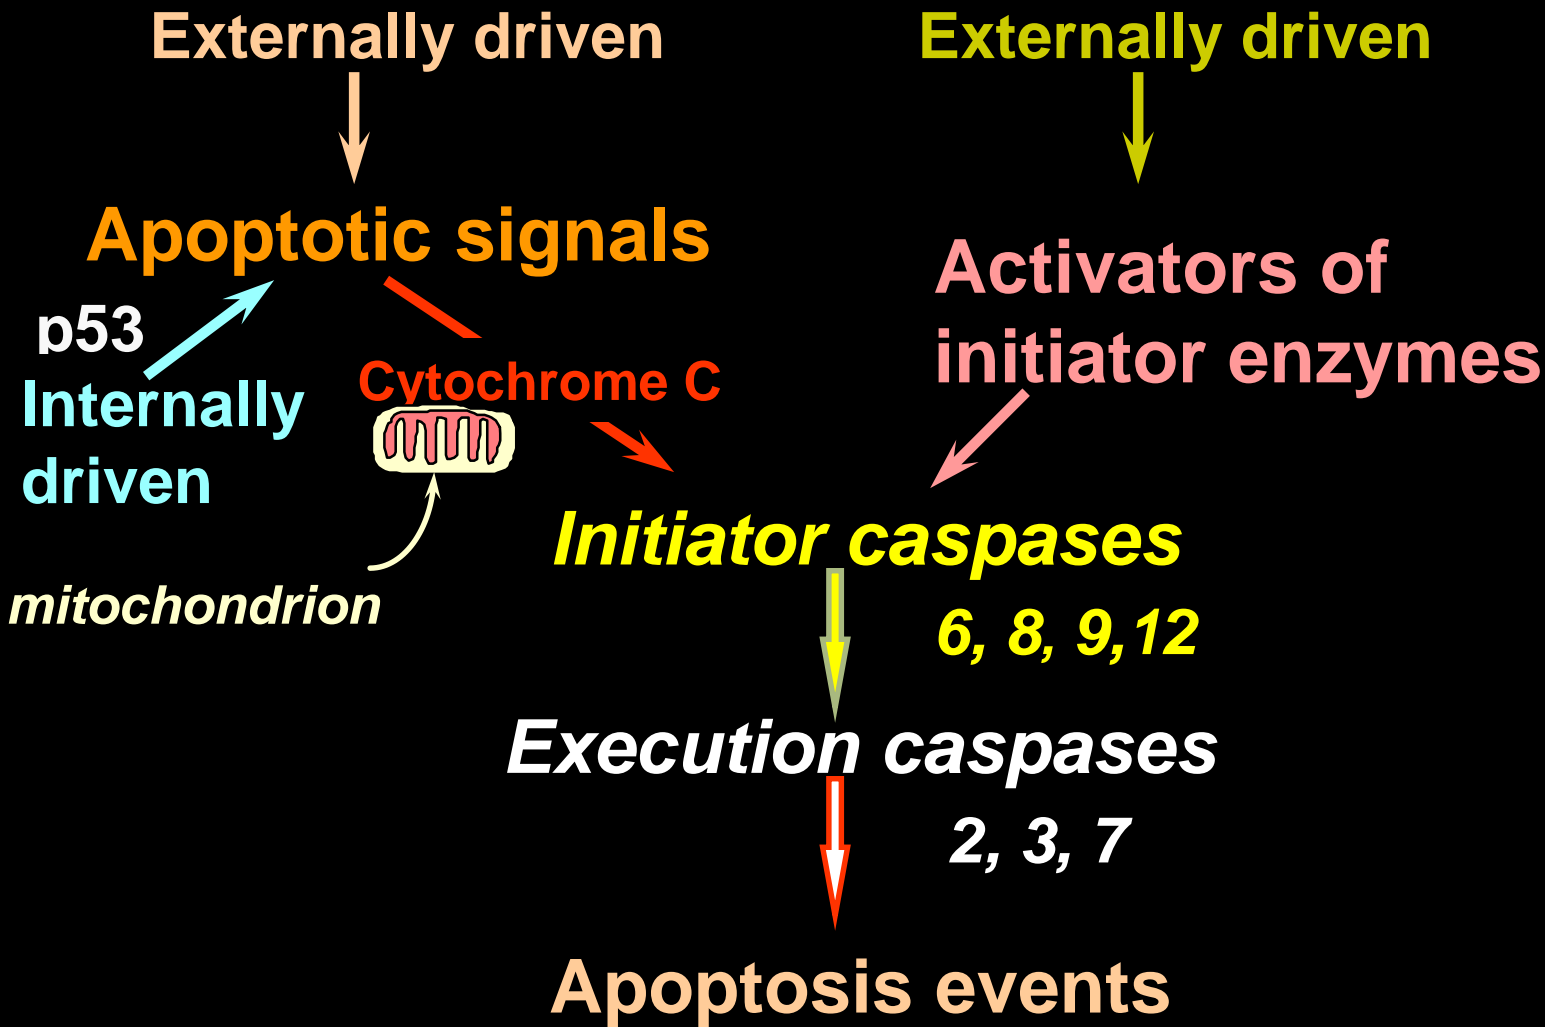 Externally driven
Externally driven
Apoptotic signals
Activators of
initiator enzymes
p53
Internally
driven
Cytochrome C
mitochondrion
Initiator caspases
6, 8, 9,12
Execution caspases
2, 3, 7
Apoptosis events